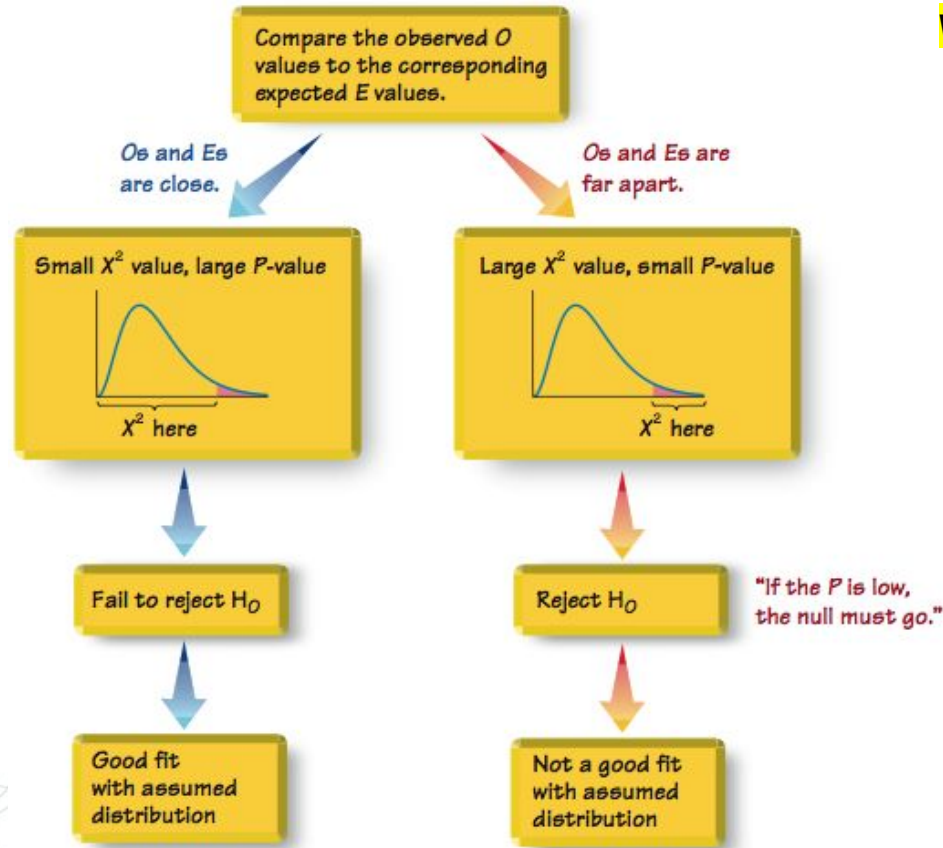 Compare the observed O
values to the corresponding
expected E values.
Os and Es
are close.
Os and Es are
far apart.
Small X² value, large P-value
X² here
Large X² value, small P-value
X² here
Fail to reject H₀
Reject H₀
“If the P is low,
the null must go.”
Good fit
with assumed
distribution
Not a good fit
with assumed
distribution